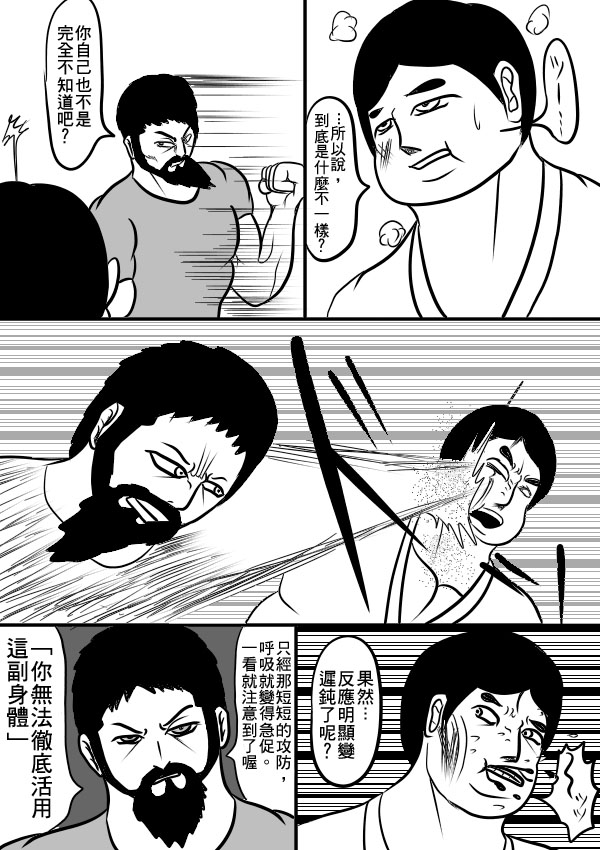 …所以說，
到底是什麼不一樣？
你自己也不是
完全不知道吧？
果然…
反應明顯變
遲鈍了呢？
只經那短短的攻防，
呼吸就變得急促。
一看就注意到了喔
「你無法徹底活用
這副身體」